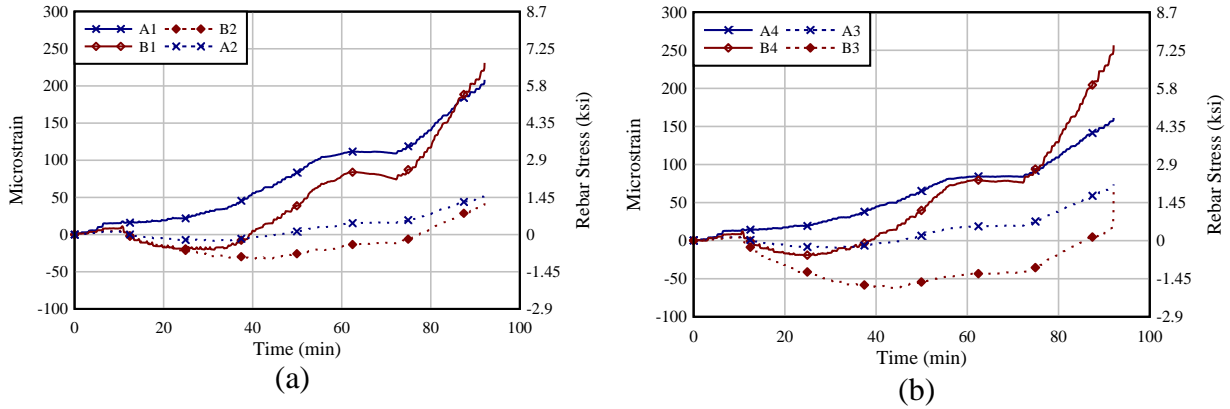 A1 B2
B1 A2
300
250
200
150
100
50
0
-50
-100
Microstrain
8.7
7.25
5.8
4.35
2.9
1.45
0
-1.45
-2.9
Rebar Stress (ksi)
0 20 40 60 80 100
Time (min)
(a)
A4 A3
B4 B3
300
250
200
150
100
50
0
-50
-100
Microstrain
8.7
7.25
5.8
4.35
2.9
1.45
0
-1.45
-2.9
Rebar Stress (ksi)
0 20 40 60 80 100
Time (min)
(b)